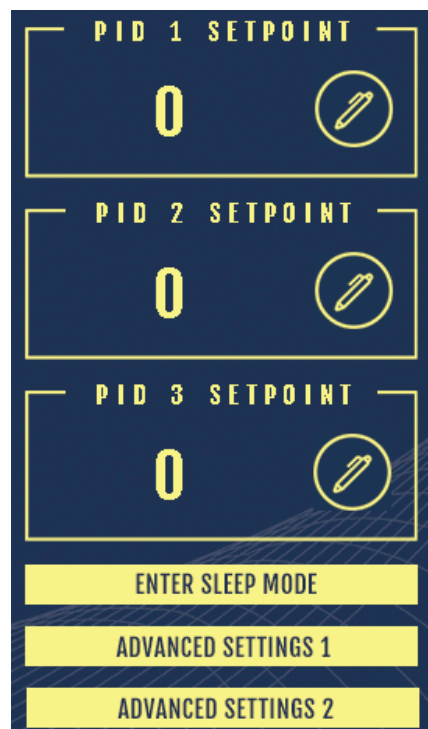 PID 1 SETPOINT
0
PID 2 SETPOINT
0
PID 3 SETPOINT
0
ENTER SLEEP MODE
ADVANCED SETTINGS 1
ADVANCED SETTINGS 2